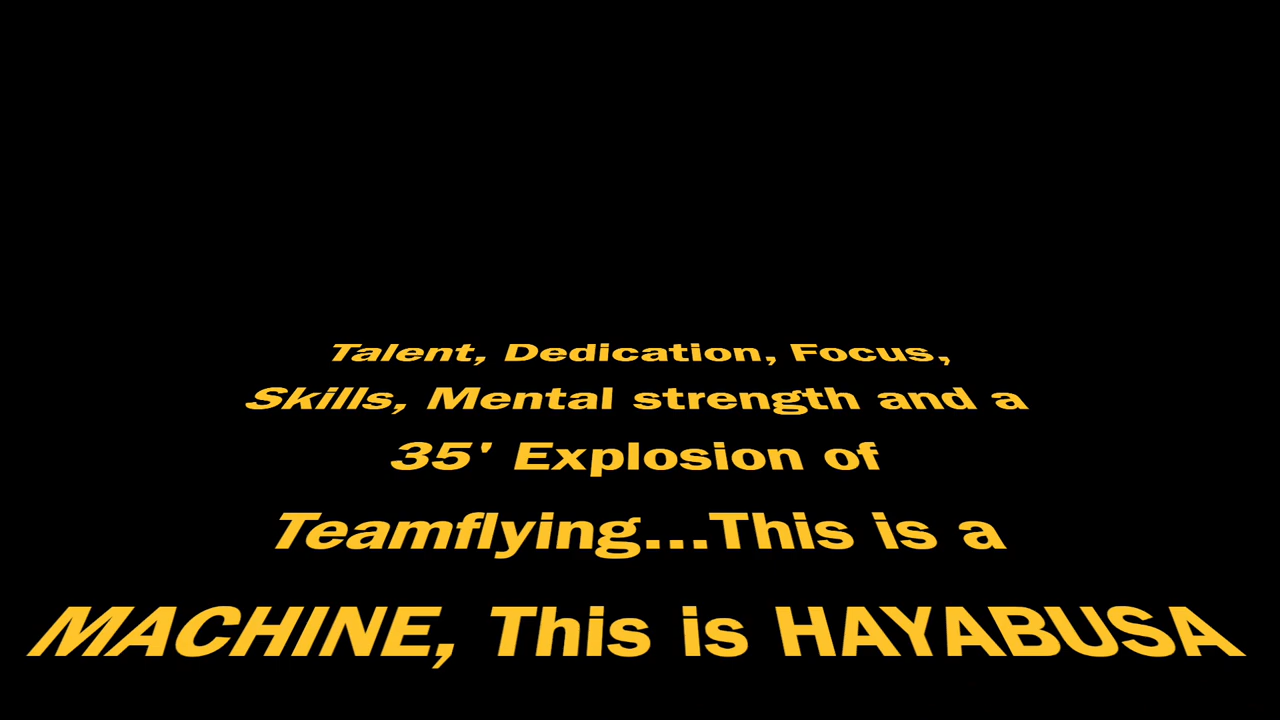 Talent, Dedication, Focus,
Skills, Mental strength and a
35' Explosion of
Teamflying...This is a
MACHINE, This is HAYABUSA